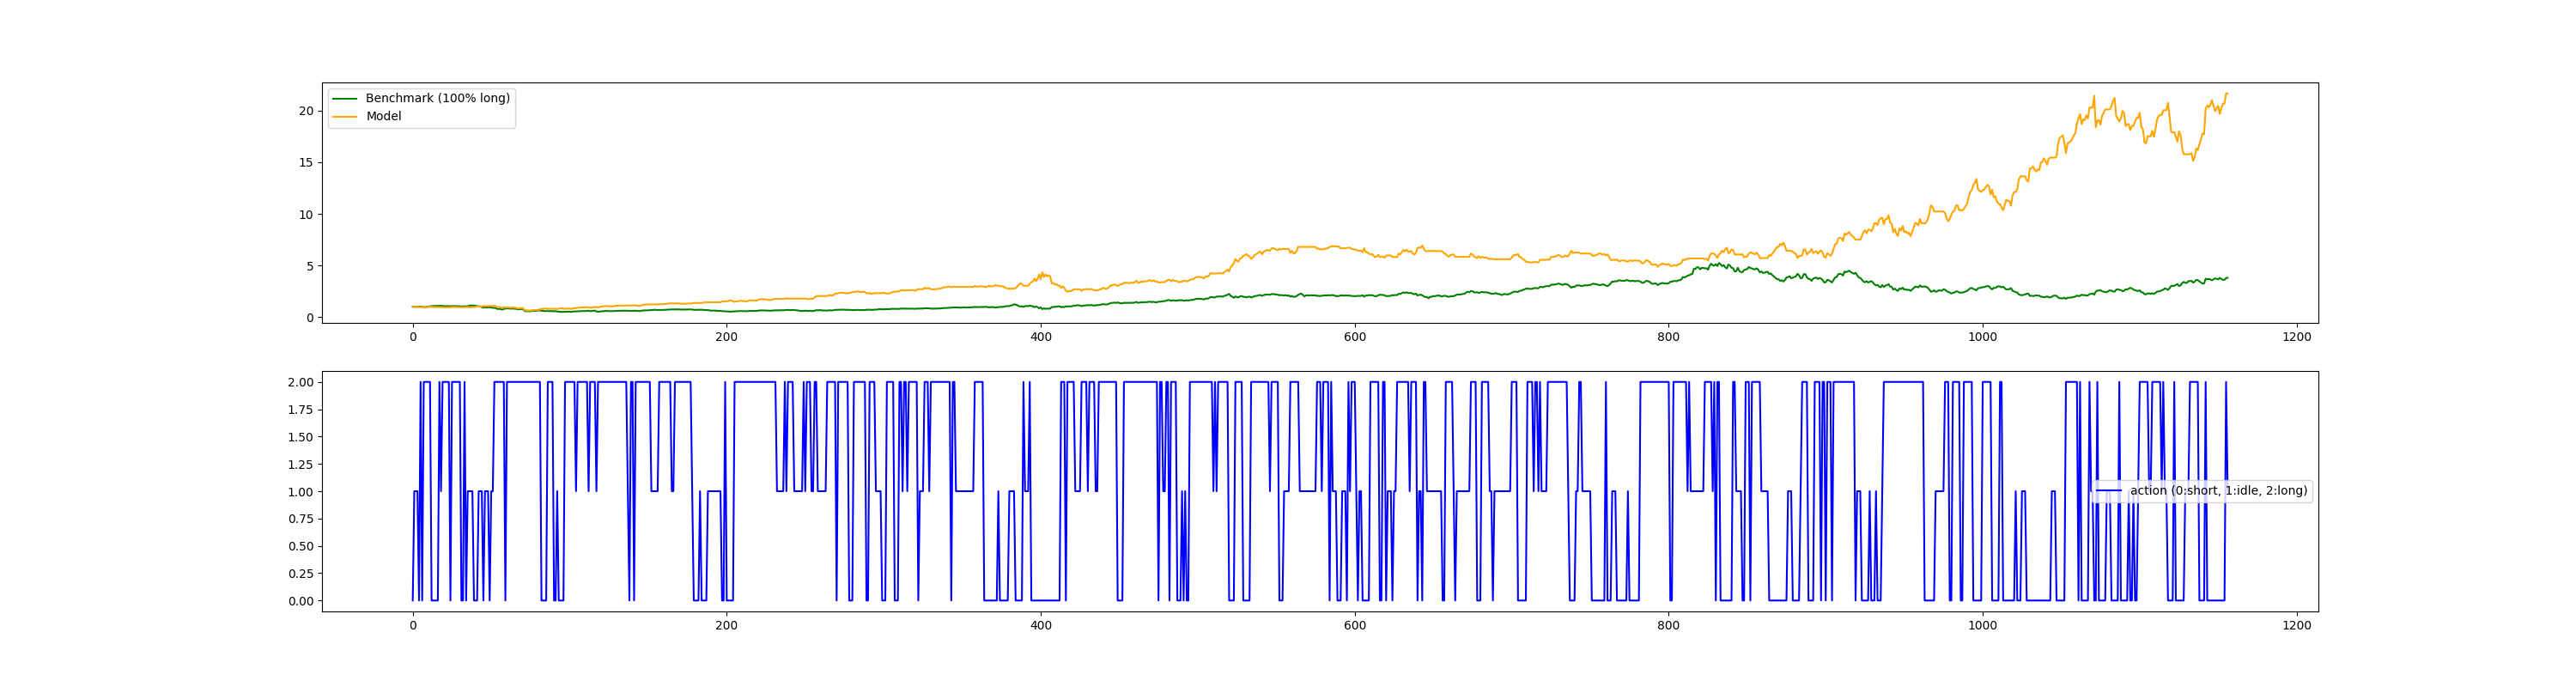 Benchmark (100% long)
Model
20
15
10
5
0
0 200 400 600 800 1000 1200
2.00
1.75
1.50
1.25
1.00
0.75
0.50
0.25
0.00
action (0:short, 1:idle, 2:long)
0 200 400 600 800 1000 1200